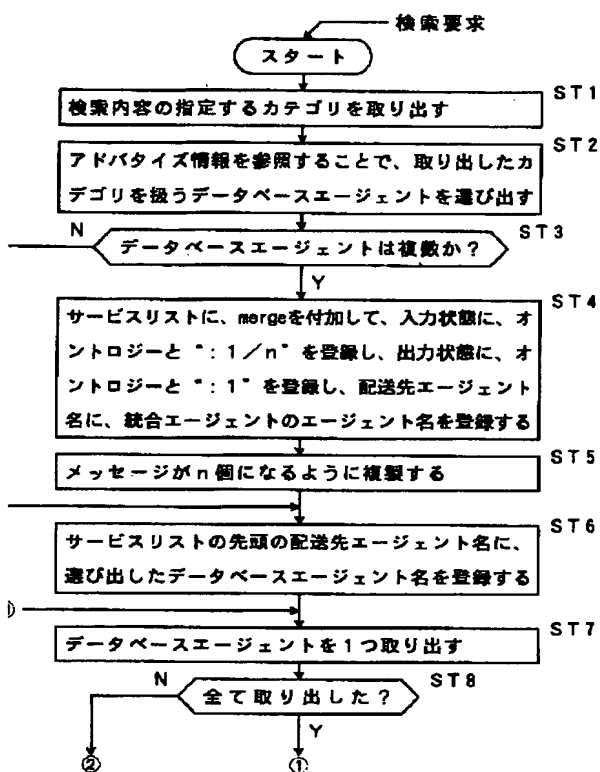 検索要求
スタート
ST1
検索内容の指定するカテゴリを取り出す
ST2
アドバタイズ情報を参照することで、取り出したカ
デゴリを扱うデータベースエージェントを選び出す
N
ST3
データベースエージェントは複数か?
Y
ST4
サービスリストに、mergeを付加して、入力状態に、オ
ントロジーと“:1/n”を登録し、出力状態に、オ
ントロジーと“:1”を登録し、配送先エージェント
名に、統合エージェントのエージェント名を登録する
ST5
メッセージがn個になるように複製する
ST6
サービスリストの先頭の配送先エージェント名に、
選び出したデータベースエージェント名を登録する
ST7
データベースエージェントを1つ取り出す
N
ST8
全て取り出した?
Y
②
①